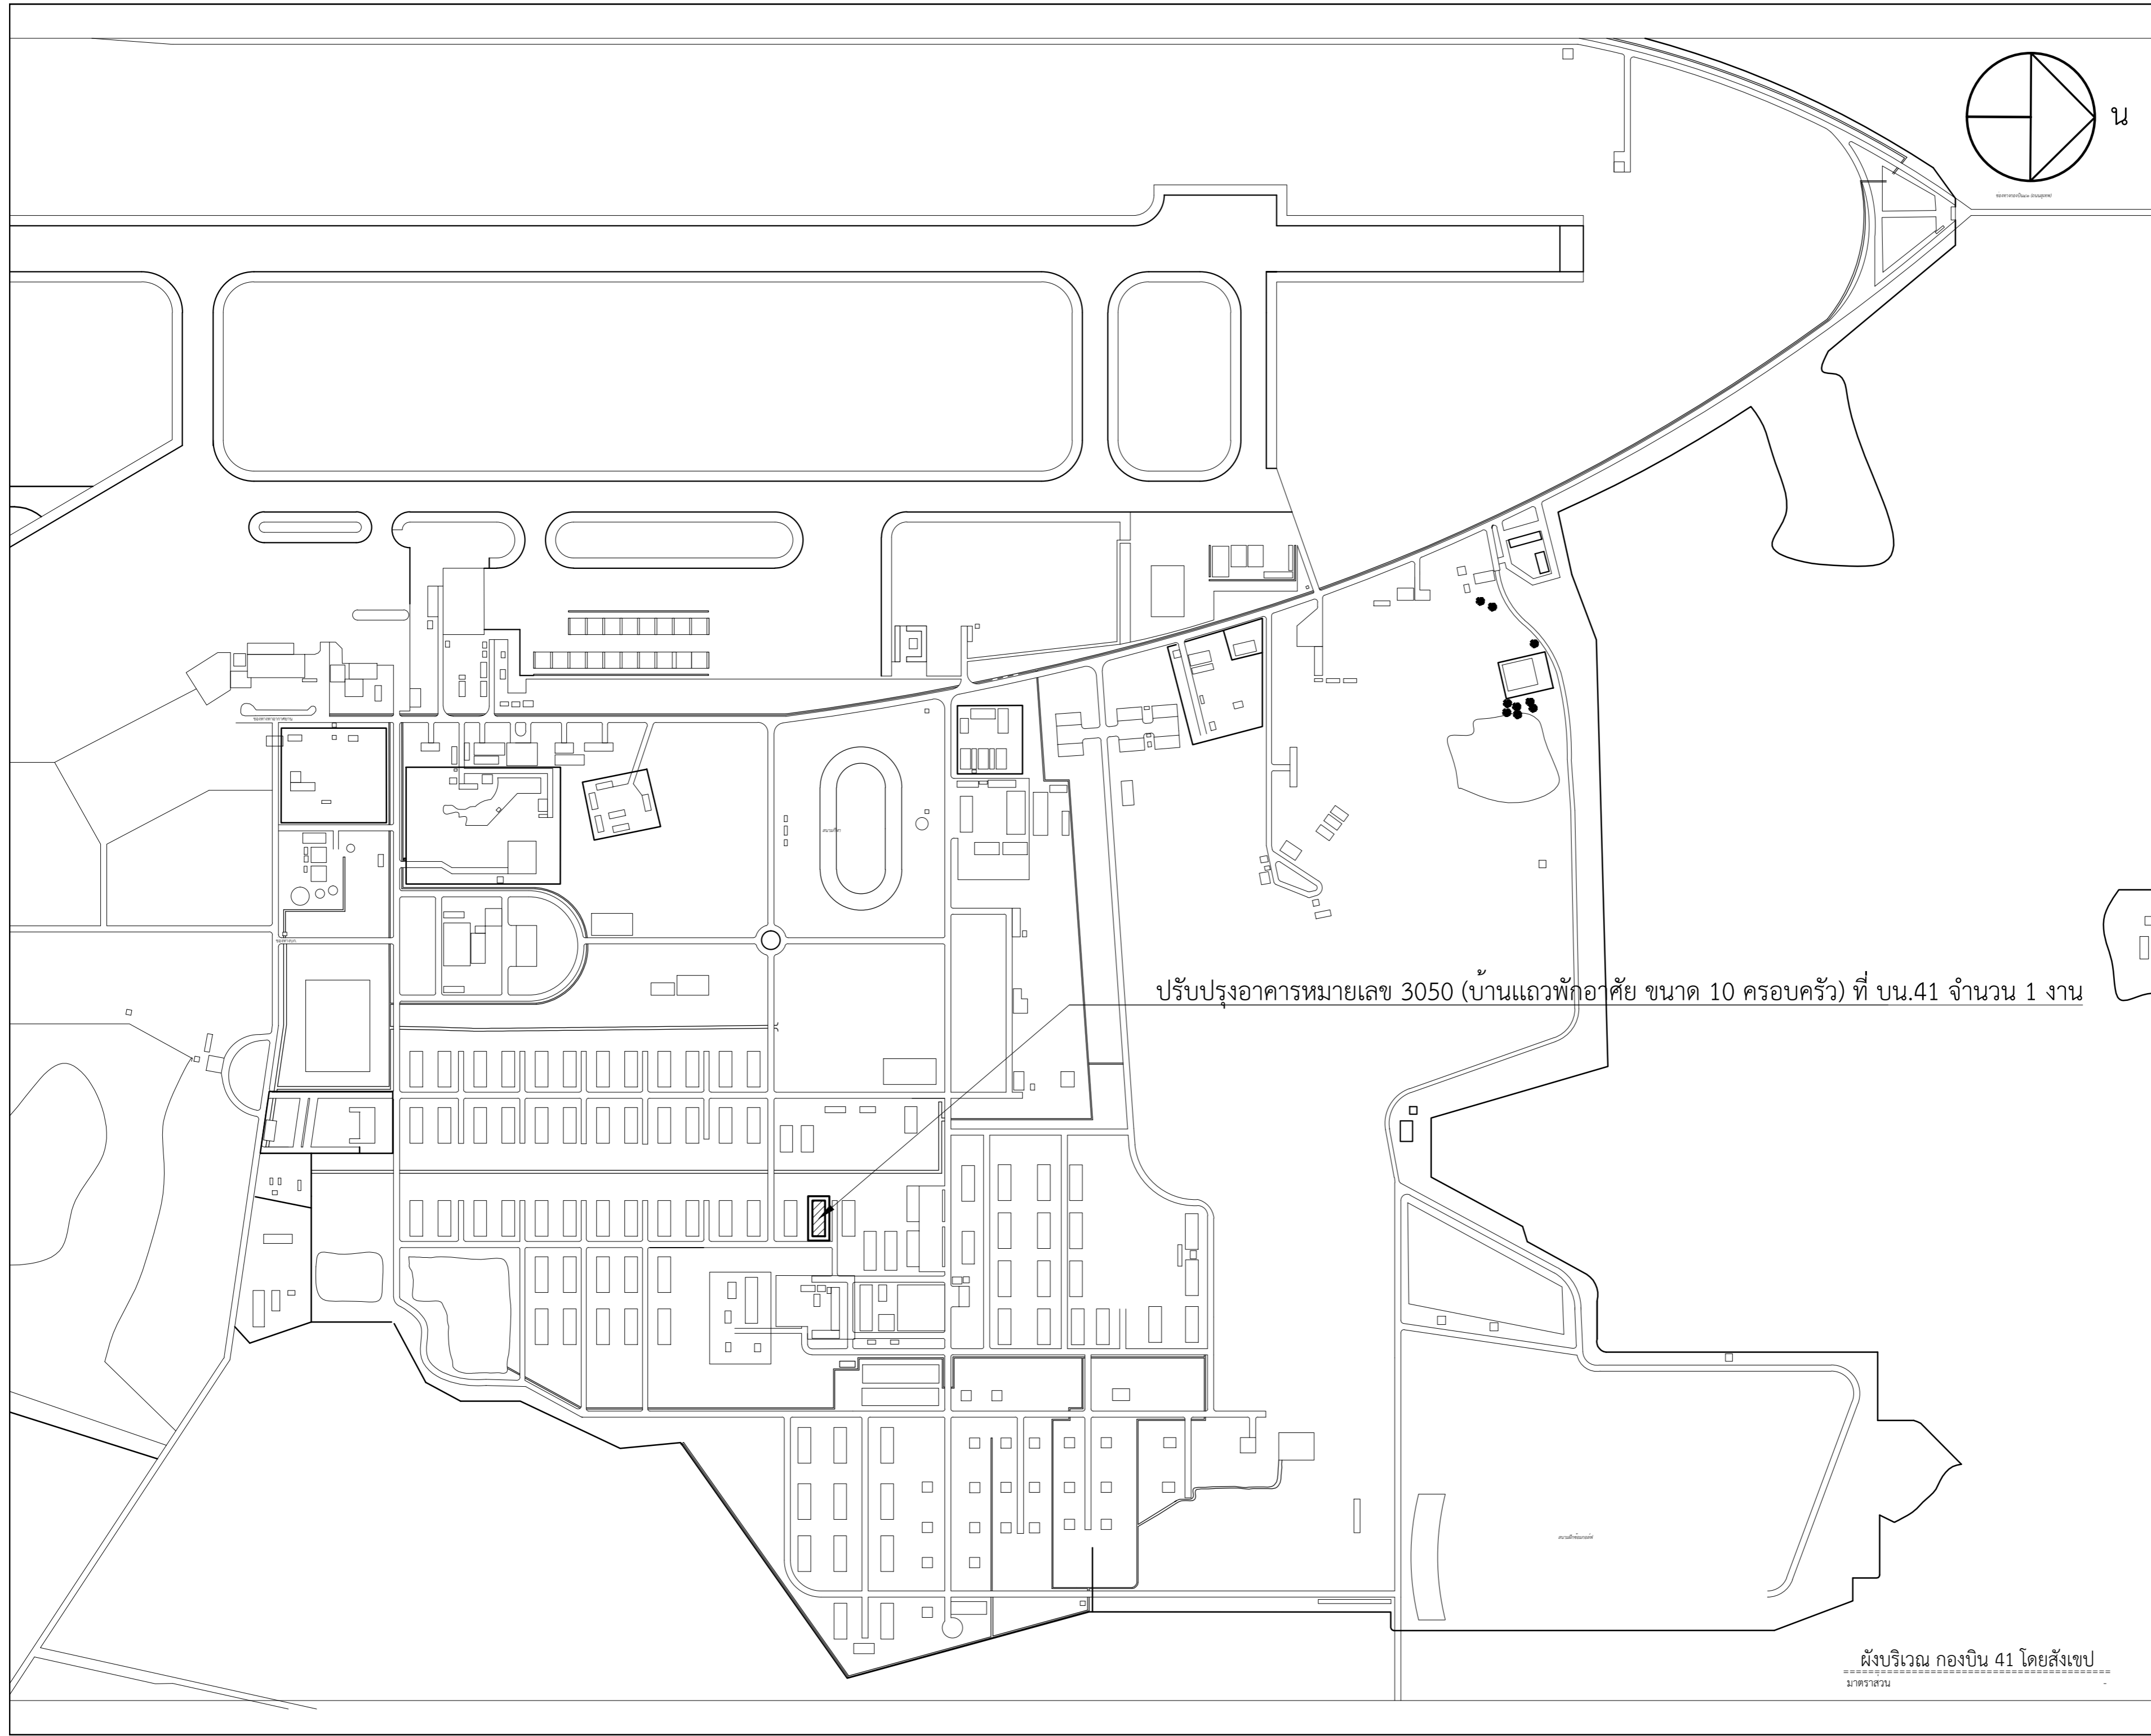 น
ปรับปรุงอาคารหมายเลข 3050 (บ้านแถวพักอาศัย ขนาด 10 ครอบครัว) ที่ บน.41 จำนวน 1 งาน
ผังบริเวณ กองบิน 41 โดยสังเขป
มาตราส่วน -